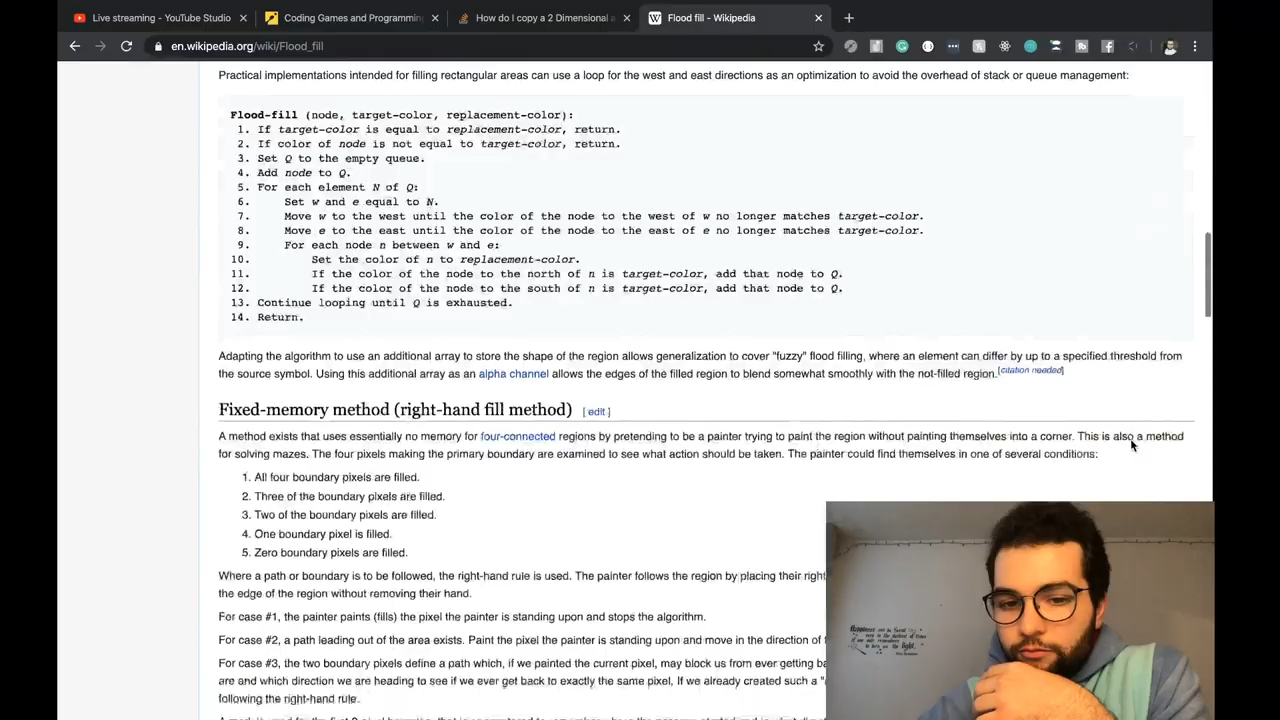 Live streaming - YouTube Studio
Coding Games and Programmin
How do I copy a 2 Dimensional a
Flood fill - Wikipedia
en.wikipedia.org/wiki/Flood_fill
Practical implementations intended for filling rectangular areas can use a loop for the west and east directions as an optimization to avoid the overhead of stack or queue management:
Flood-fill (node, target-color, replacement-color):
1. If target-color is equal to replacement-color, return.
2. If color of node is not equal to target-color, return.
3. Set Q to the empty queue.
4. Add node to Q.
5. For each element N of Q:
6. Set w and e equal to N.
7. Move w to the west until the color of the node to the west of w no longer matches target-color.
8. Move e to the east until the color of the node to the east of e no longer matches target-color.
9. For each node n between w and e:
10. Set the color of n to replacement-color.
11. If the color of the node to the north of n is target-color, add that node to Q.
12. If the color of the node to the south of n is target-color, add that node to Q.
13. Continue looping until Q is exhausted.
14. Return.
Adapting the algorithm to use an additional array to store the shape of the region allows generalization to cover "fuzzy" flood filling, where an element can differ by up to a specified threshold from
the source symbol. Using this additional array as an alpha channel allows the edges of the filled region to blend somewhat smoothly with the not-filled region.[citation needed]
Fixed-memory method (right-hand fill method) [ edit ]
A method exists that uses essentially no memory for four-connected regions by pretending to be a painter trying to paint the region without painting themselves into a corner. This is also a method
for solving mazes. The four pixels making the primary boundary are examined to see what action should be taken. The painter could find themselves in one of several conditions:
1. All four boundary pixels are filled.
2. Three of the boundary pixels are filled.
3. Two of the boundary pixels are filled.
4. One boundary pixel is filled.
5. Zero boundary pixels are filled.
Where a path or boundary is to be followed, the right-hand rule is used. The painter follows the region by placing their right
the edge of the region without removing their hand.
For case #1, the painter paints (fills) the pixel the painter is standing upon and stops the algorithm.
For case #2, a path leading out of the area exists. Paint the pixel the painter is standing upon and move in the direction of
For case #3, the two boundary pixels define a path which, if we painted the current pixel, may block us from ever getting ba
are and which direction we are heading to see if we ever get back to exactly the same pixel. If we already created such a "
following the right-hand rule.
Happiness can be found
even in the darkest of times
if one only remembers
to turn on the light.